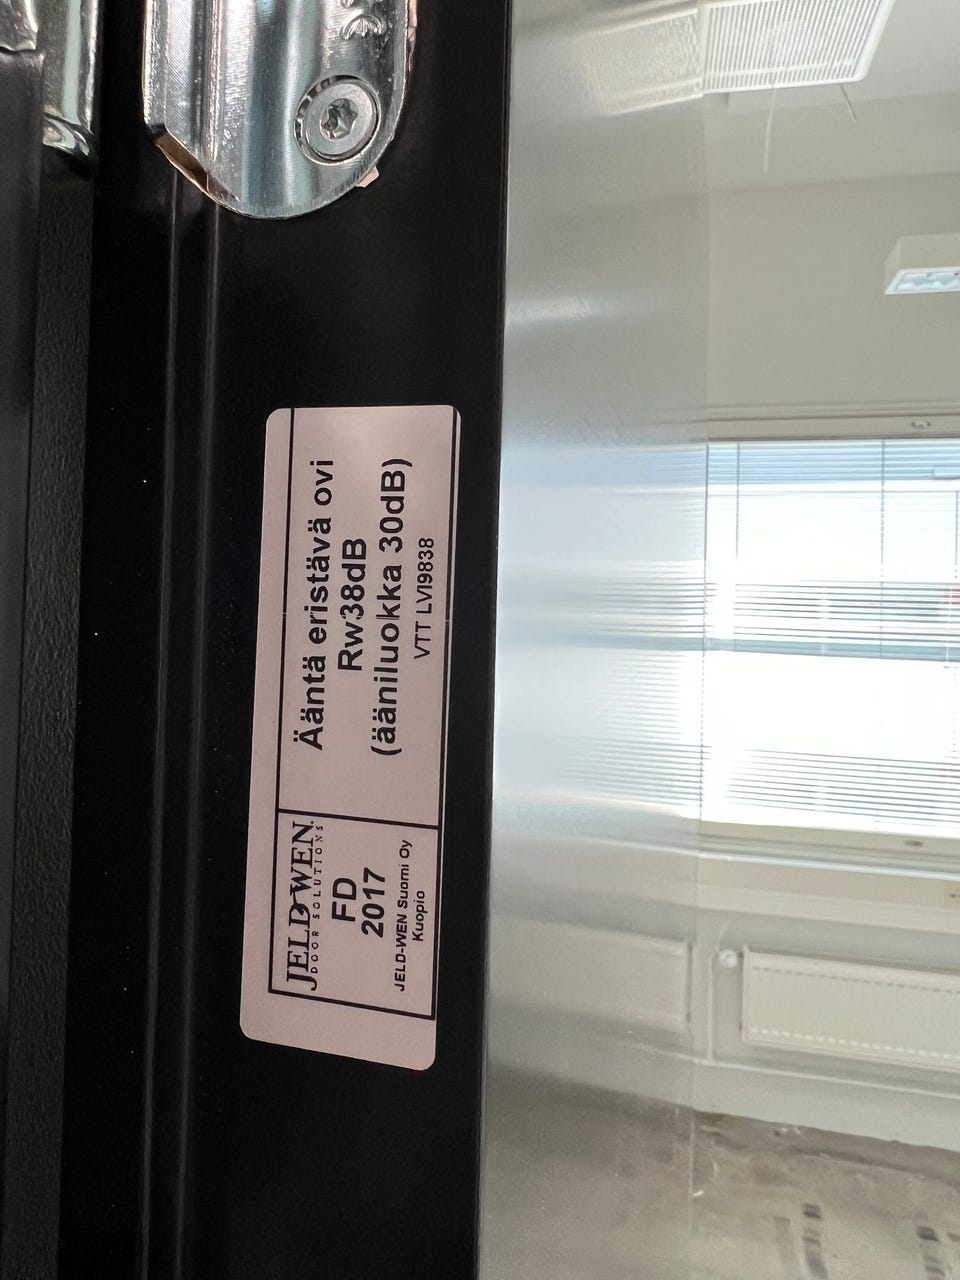 JELD-WEN.
DOOR SOLUTIONS
FD
2017
JELD-WEN Suomi Oy
Kuopio
Ääntä eristävä ovi
Rw38dB
(ääniluokka 30dB)
VTT LVI9838